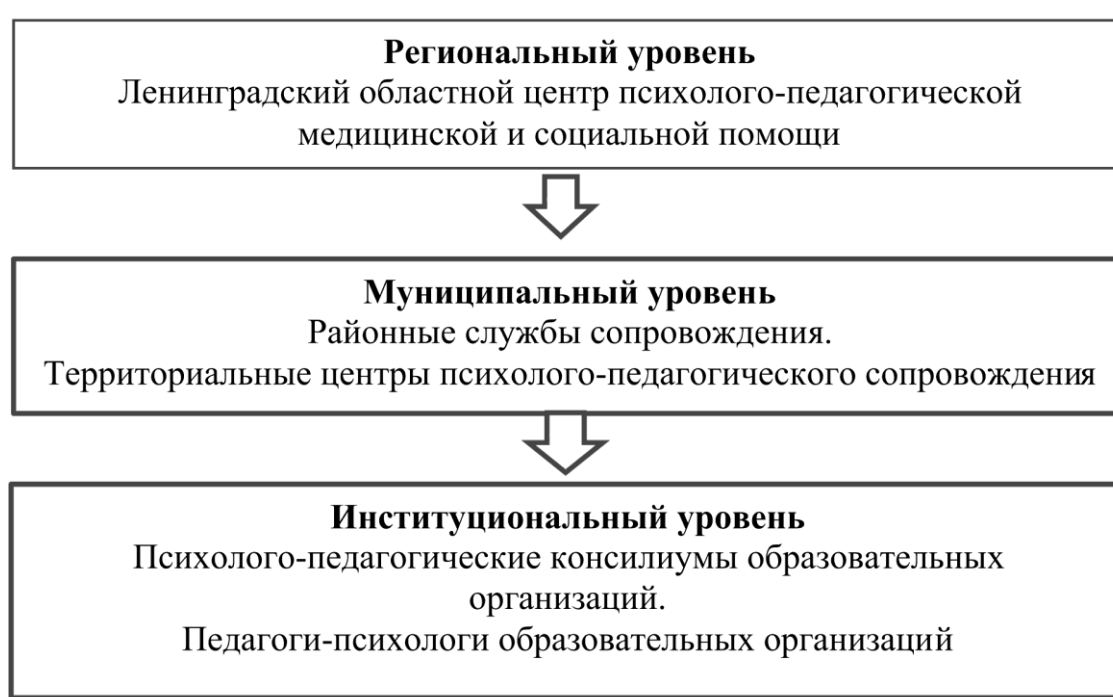 Региональный уровень
Ленинградский областной центр психолого-педагогической
медицинской и социальной помощи
Муниципальный уровень
Районные службы сопровождения.
Территориальные центры психолого-педагогического сопровождения
Институциональный уровень
Психолого-педагогические консилиумы образовательных
организаций.
Педагоги-психологи образовательных организаций